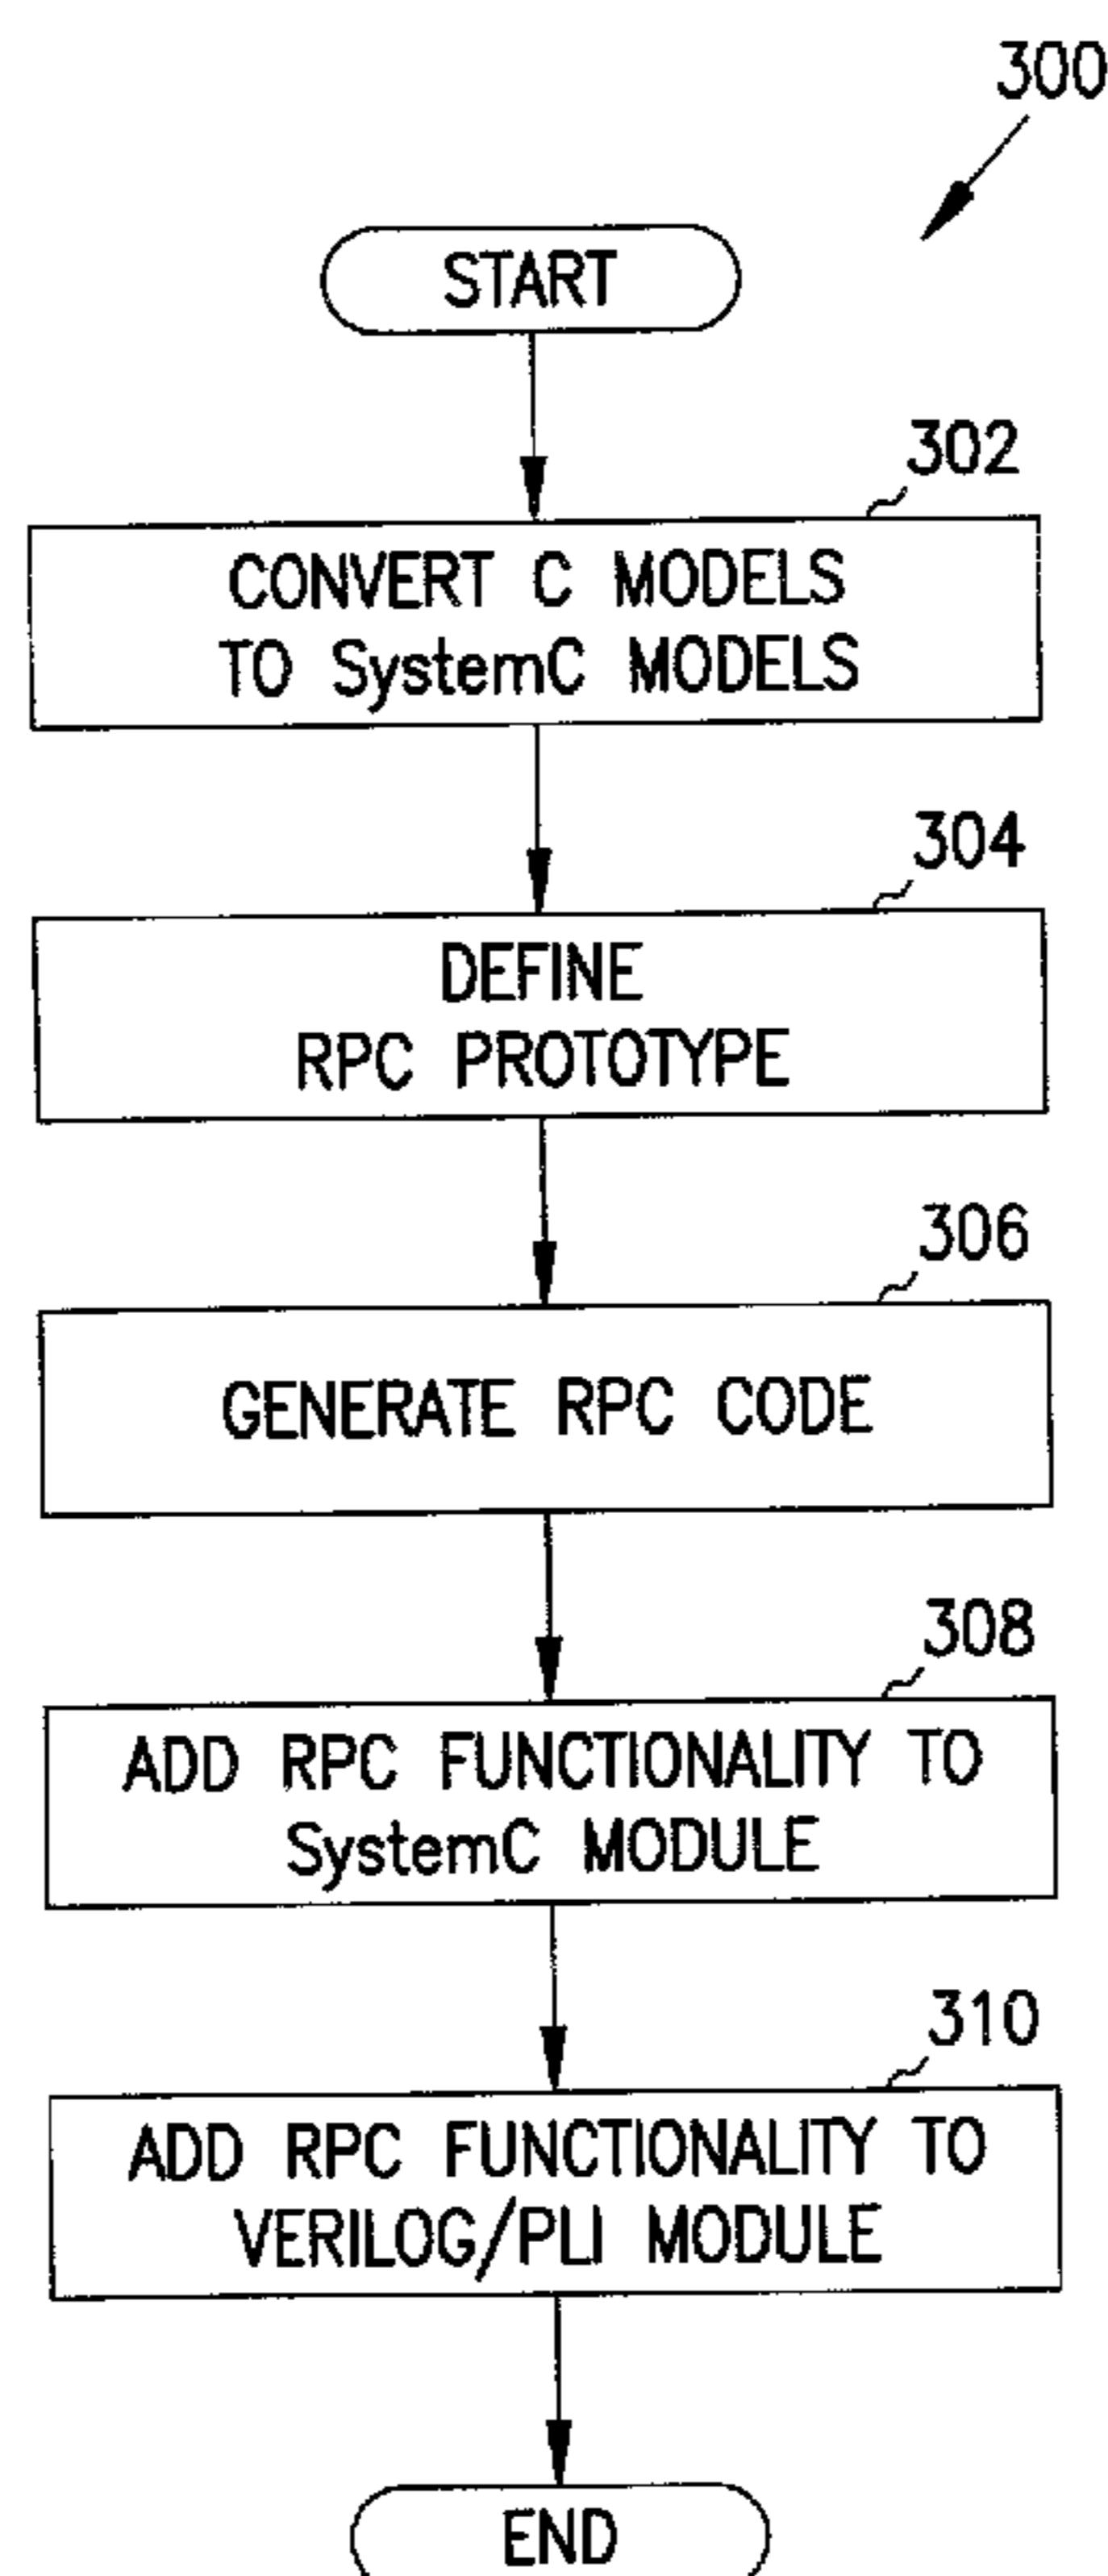 300
START
302
CONVERT C MODELS
TO SystemC MODELS
304
DEFINE
RPC PROTOTYPE
306
GENERATE RPC CODE
308
ADD RPC FUNCTIONALITY TO
SystemC MODULE
310
ADD RPC FUNCTIONALITY TO
VERILOG/PLI MODULE
END